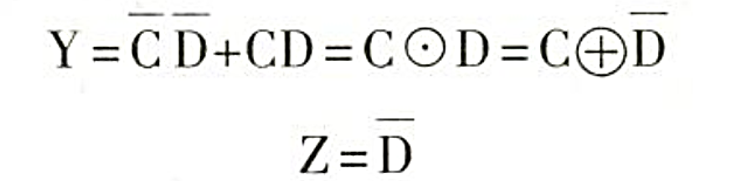 Y = C̅ D̅ + CD = C ⊙ D = C ⊕ D̅
Z = D̅